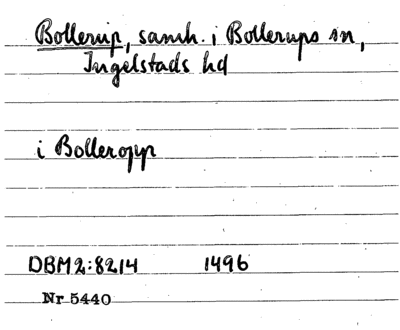 Bollerup, samh. i Bollerups sn,
Ingelstads hd
i Bolleropp
DBM2:8214 1496
Nr 5440